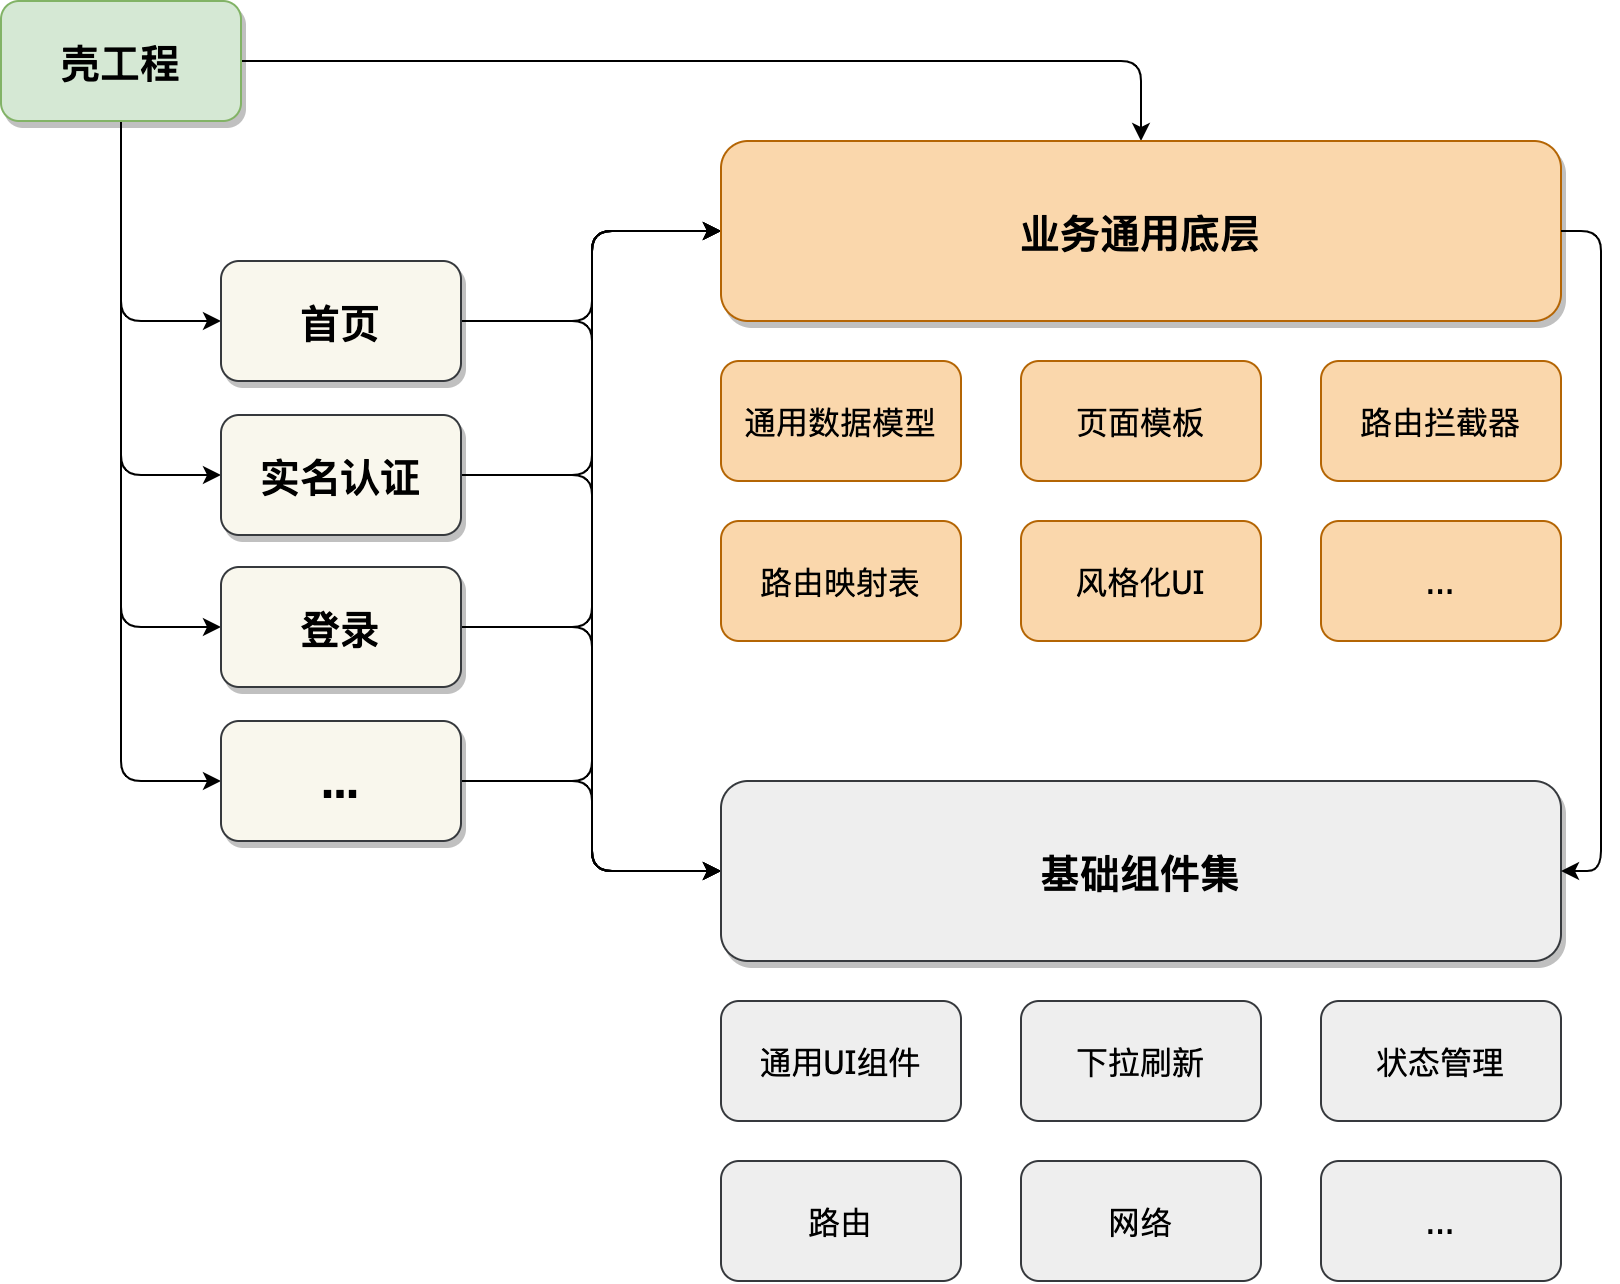 壳工程
业务通用底层
首页
实名认证
登录
...
通用数据模型
页面模板
路由拦截器
路由映射表
风格化UI
...
基础组件集
通用UI组件
下拉刷新
状态管理
路由
网络
...